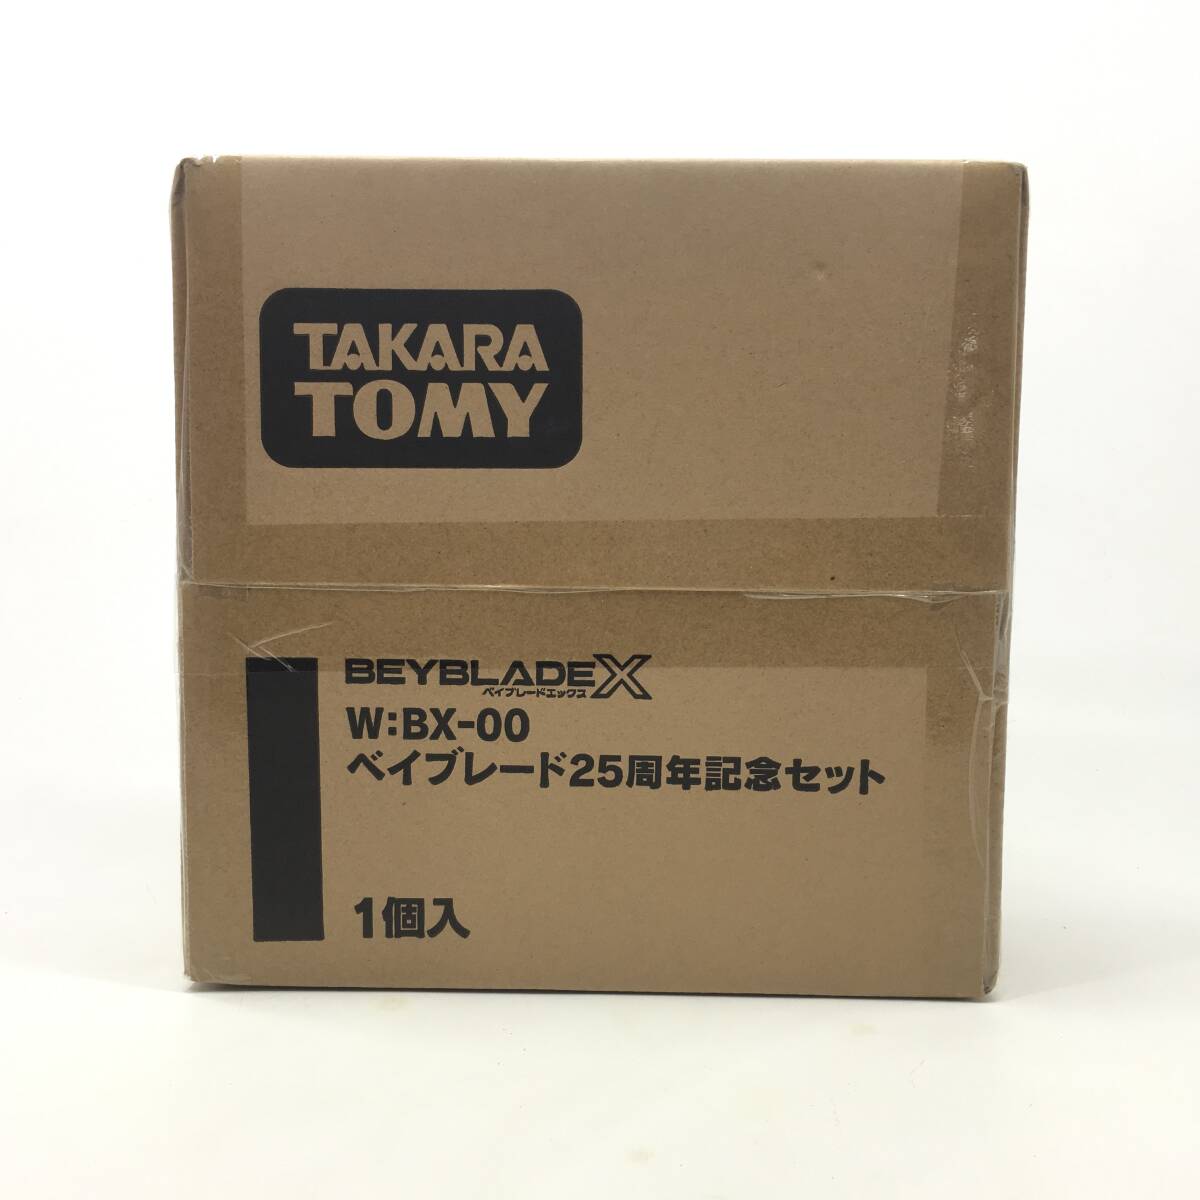 TAKARA
TOMY
BEYBLADE X
ベイブレードエックス
W:BX-00
ベイブレード25周年記念セット
1個入